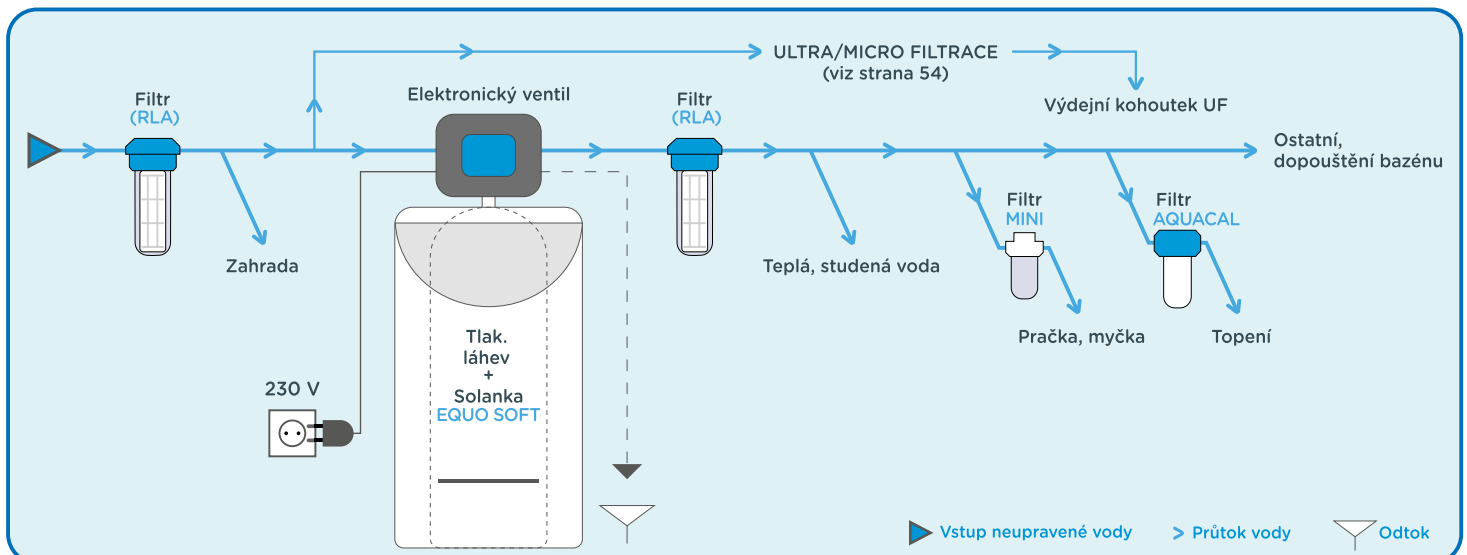 ULTRA/MICRO FILTRACE
(viz strana 54)
Filtr
(RLA)
Elektronický ventil
Filtr
(RLA)
Výdejní kohoutek UF
Ostatní,
dopouštění bazénu
Filtr
MINI
Filtr
AQUACAL
Zahrada
Teplá, studená voda
Pračka, myčka
Topení
Tlak.
láhev
+
Solanka
EQUO SOFT
230 V
Vstup neupravené vody
Průtok vody
Odtok